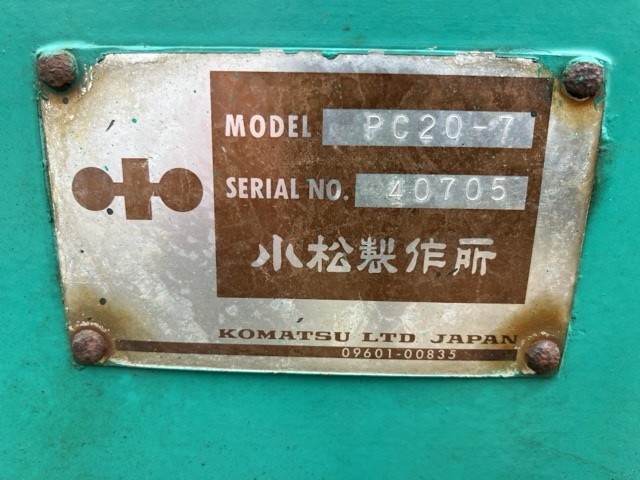 MODEL PC20-7
SERIAL NO. 40705
小松製作所
KOMATSU LTD JAPAN
09601-00835